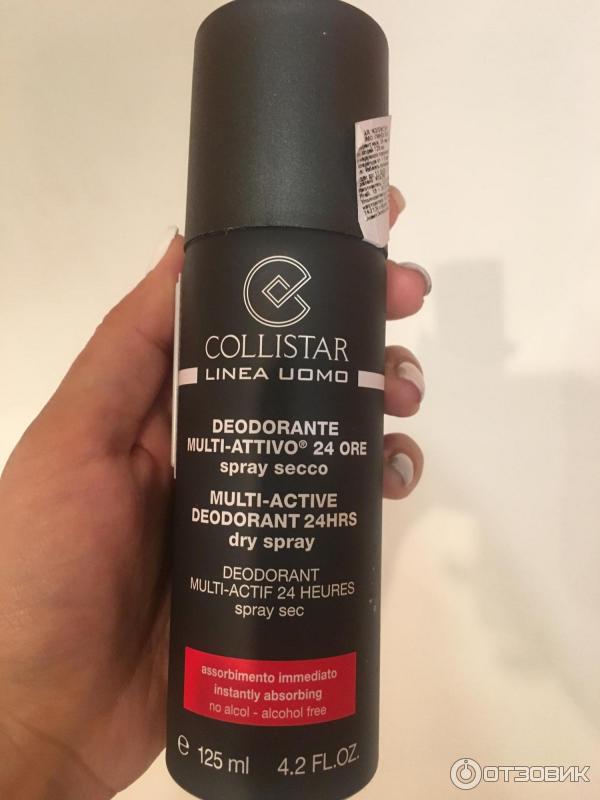 COLLISTAR
LINEA UOMO
DEODORANTE
MULTI-ATTIVO® 24 ORE
spray secco
MULTI-ACTIVE
DEODORANT 24HRS
dry spray
DEODORANT
MULTI-ACTIF 24 HEURES
spray sec
assorbimento immediato
instantly absorbing
no alcol - alcohol free
e 125 ml 4.2 FL.OZ.
ОТЗОВИК